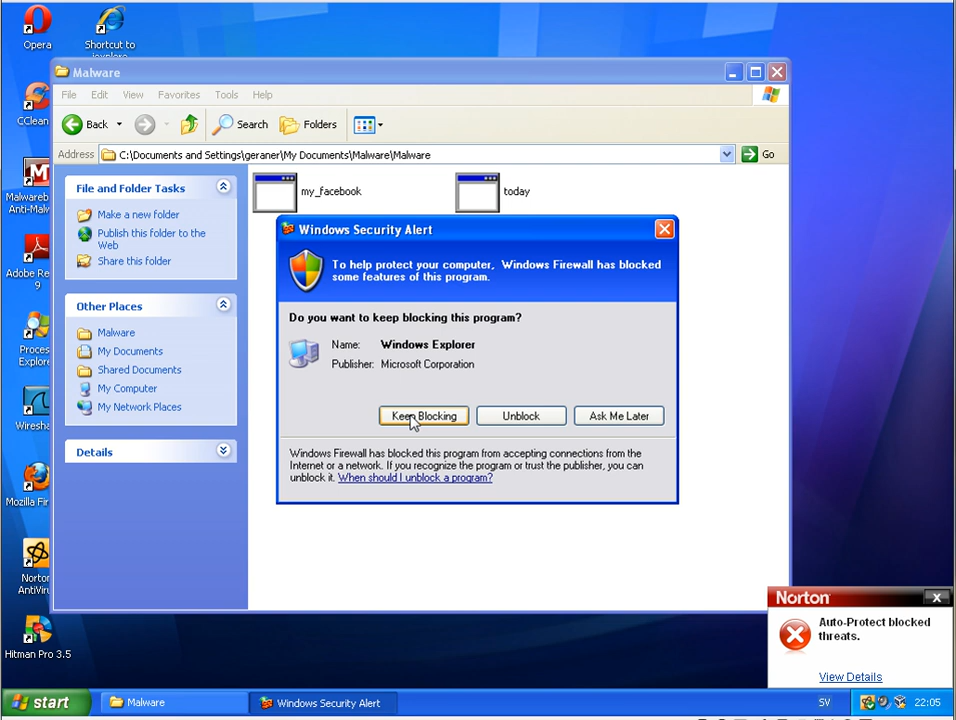 Opera
Shortcut to
iexplore
Malware
File Edit View Favorites Tools Help
CClean
Back Search Folders
Address C:\Documents and Settings\geraner\My Documents\Malware\Malware Go
Malwareb
Anti-Malw
File and Folder Tasks
Make a new folder
Publish this folder to the
Web
Share this folder
my_facebook
today
Adobe Re
9
Other Places
Malware
My Documents
Shared Documents
My Computer
My Network Places
Proces
Explore
Details
Wiresha
Windows Security Alert
To help protect your computer, Windows Firewall has blocked
some features of this program.
Do you want to keep blocking this program?
Name: Windows Explorer
Publisher: Microsoft Corporation
Keep Blocking Unblock Ask Me Later
Windows Firewall has blocked this program from accepting connections from the
Internet or a network. If you recognize the program or trust the publisher, you can
unblock it. When should I unblock a program?
Mozilla Fir
Norton
AntiViru
Hitman Pro 3.5
Norton
Auto-Protect blocked
threats.
View Details
start Malware Windows Security Alert SV 22:05